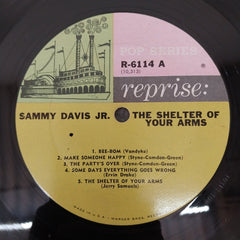 POP SERIES
R-6114 A
(10,313)
reprise:
SAMMY DAVIS JR.
THE SHELTER OF
YOUR ARMS
1. BEE-BOM (Vandyke)
2. MAKE SOMEONE HAPPY (Styne-Comden-Green)
3. THE PARTY'S OVER (Styne-Comden-Green)
4. SOME DAYS EVERYTHING GOES WRONG
(Ervin Drake)
5. THE SHELTER OF YOUR ARMS
(Jerry Samuels)